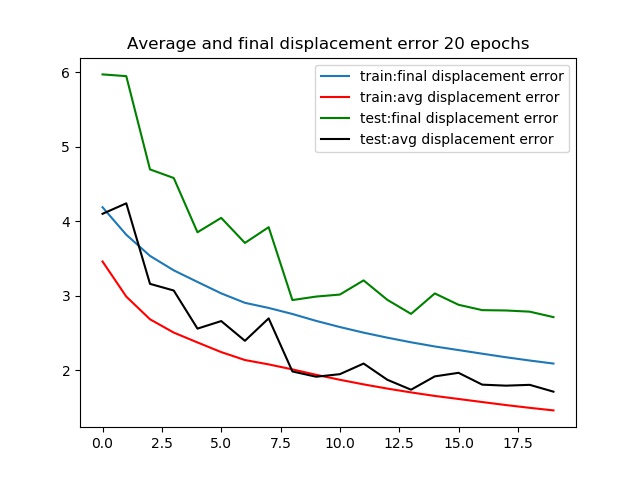 Average and final displacement error 20 epochs
train:final displacement error
train:avg displacement error
test:final displacement error
test:avg displacement error
6
5
4
3
2
0.0 2.5 5.0 7.5 10.0 12.5 15.0 17.5